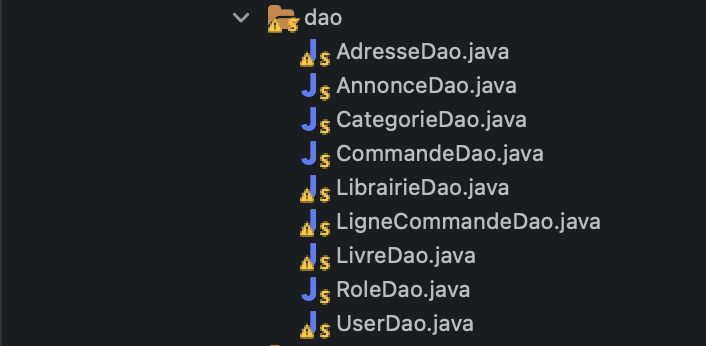 dao
AdresseDao.java
AnnonceDao.java
CategorieDao.java
CommandeDao.java
LibrairieDao.java
LigneCommandeDao.java
LivreDao.java
RoleDao.java
UserDao.java